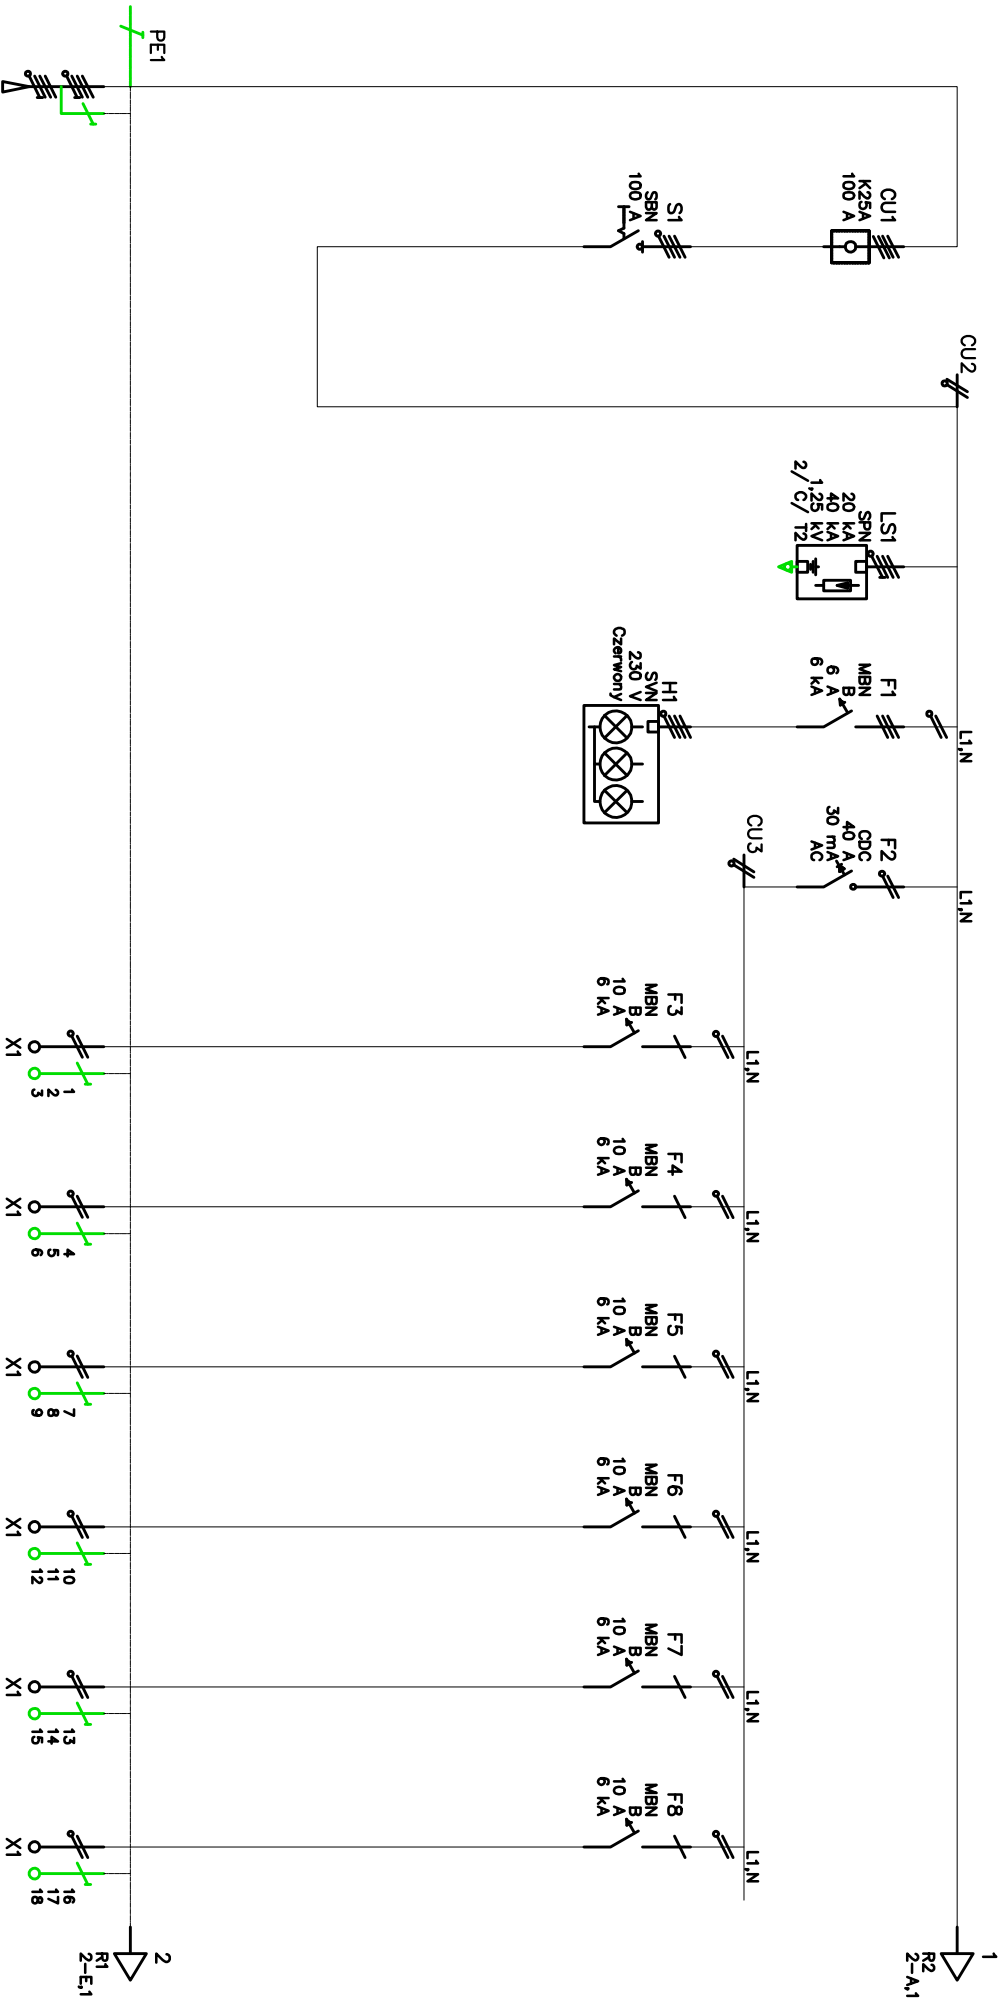 PE1
CU1
K25A
100 A
S1
SBN
100 A
CU2
LS1
SPN
20 kA
40 kA
1,25 kV
2/ C/ T2
L1,N
F1
MBN
B
6 A
6 kA
H1
SVN
230 V
Czerwony
L1,N
F2
CDC
40 A
30 mA
AC
CU3
L1,N
F3
MBN
B
10 A
6 kA
1
2
3
X1
L1,N
F4
MBN
B
10 A
6 kA
4
5
6
X1
L1,N
F5
MBN
B
10 A
6 kA
7
8
9
X1
L1,N
F6
MBN
B
10 A
6 kA
10
11
12
X1
L1,N
F7
MBN
B
10 A
6 kA
13
14
15
X1
L1,N
F8
MBN
B
10 A
6 kA
16
17
18
X1
1
R2
2-A,1
2
R1
2-E,1